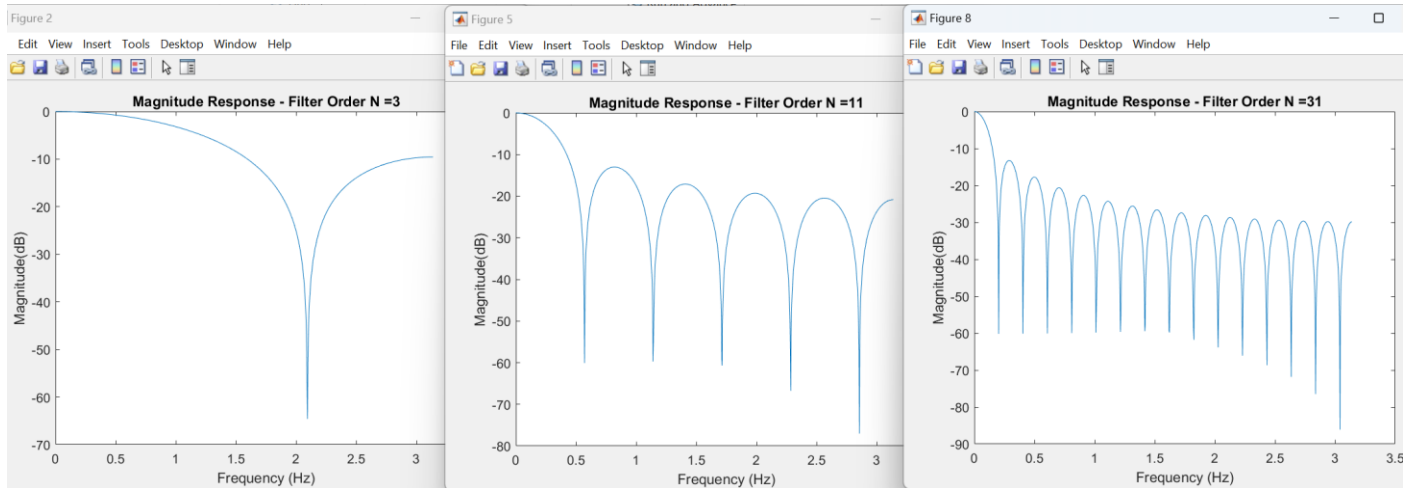 Figure 2
Edit View Insert Tools Desktop Window Help
Magnitude Response - Filter Order N =3
0
-10
-20
-30
-40
-50
-60
-70
Magnitude(dB)
0 0.5 1 1.5 2 2.5 3
Frequency (Hz)
Figure 5
File Edit View Insert Tools Desktop Window Help
Magnitude Response - Filter Order N =11
0
-10
-20
-30
-40
-50
-60
-70
-80
Magnitude(dB)
0 0.5 1 1.5 2 2.5 3
Frequency (Hz)
Figure 8
File Edit View Insert Tools Desktop Window Help
Magnitude Response - Filter Order N =31
0
-10
-20
-30
-40
-50
-60
-70
-80
-90
Magnitude(dB)
0 0.5 1 1.5 2 2.5 3 3.5
Frequency (Hz)